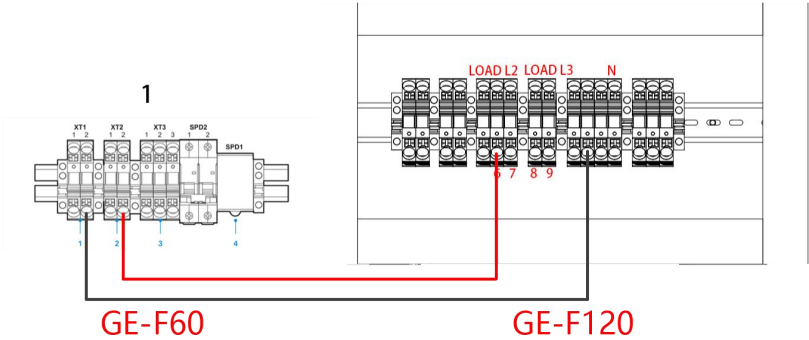 LOAD L2 LOAD L3 N
1
XT1 XT2 XT3 SPD2
1 2 1 2 1 2 3 1 2
SPD1
6 7 8 9
1 2 3 4
GE-F60 GE-F120